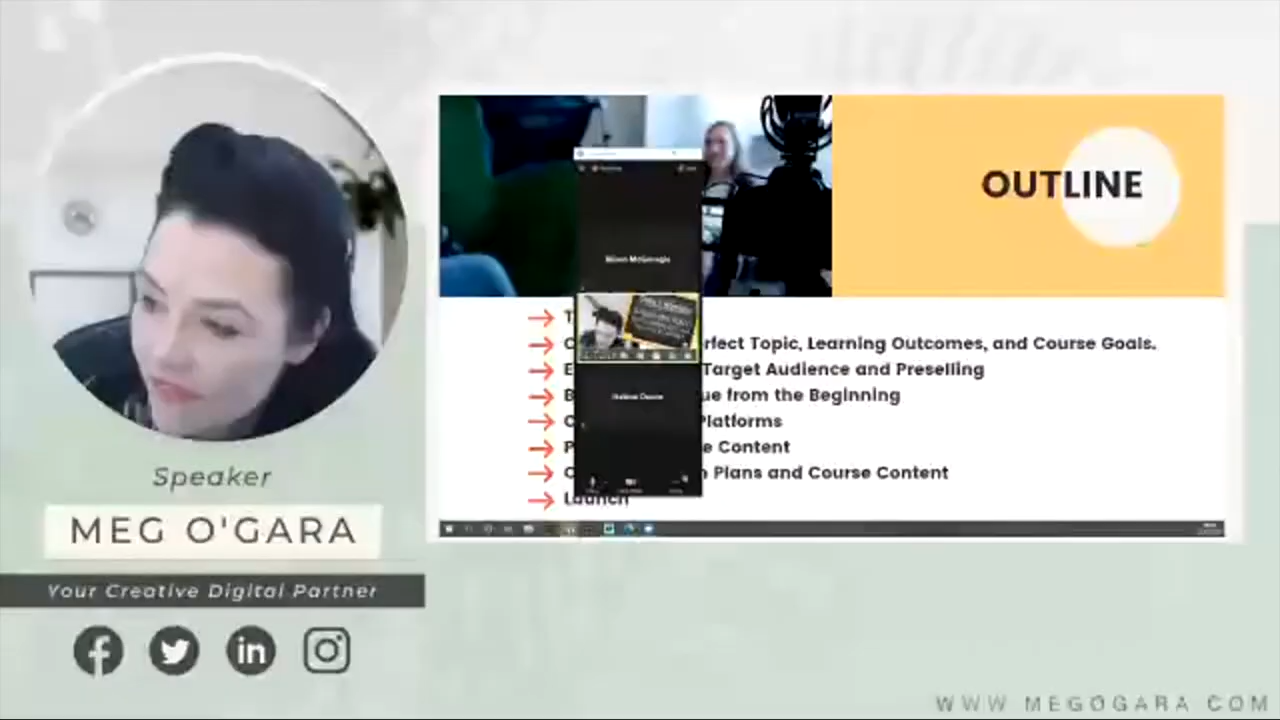 OUTLINE
T
C rfect Topic, Learning Outcomes, and Course Goals.
E Target Audience and Preselling
B ue from the Beginning
C Platforms
P e Content
C n Plans and Course Content
Launch
Speaker
MEG O'GARA
Your Creative Digital Partner
WWW.MEGOGARA.COM